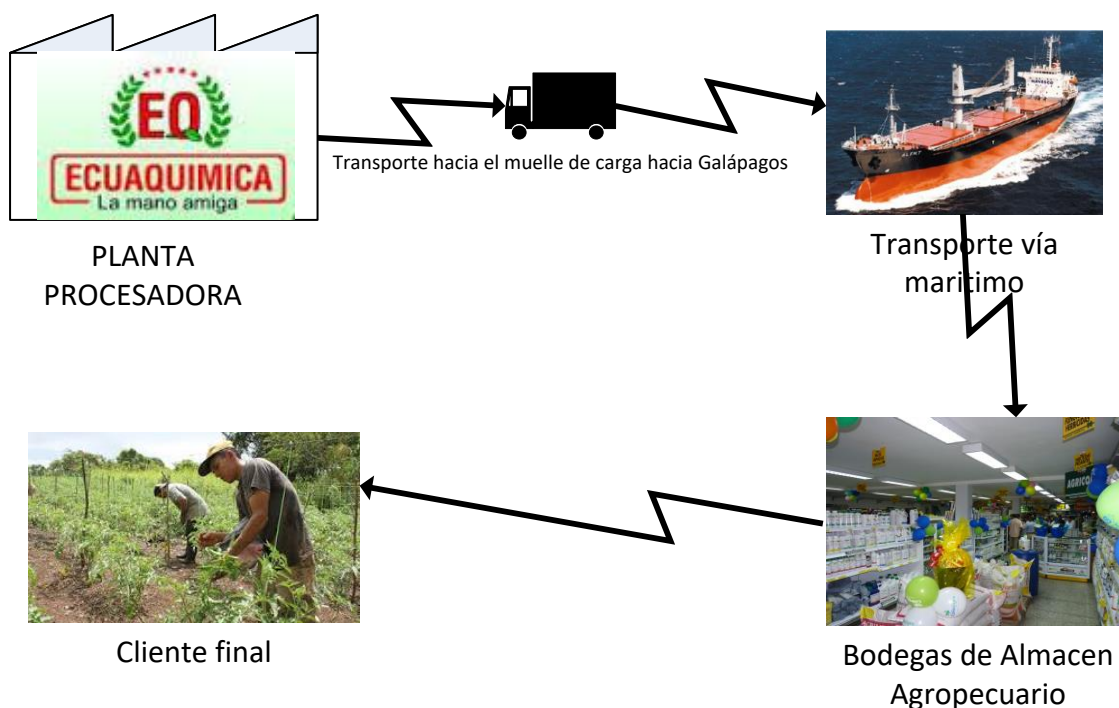 EQ
ECUAQUIMICA
La mano amiga
PLANTA
PROCESADORA
Transporte hacia el muelle de carga hacia Galápagos
Transporte vía
maritimo
Cliente final
AGRICO
Bodegas de Almacen
Agropecuario